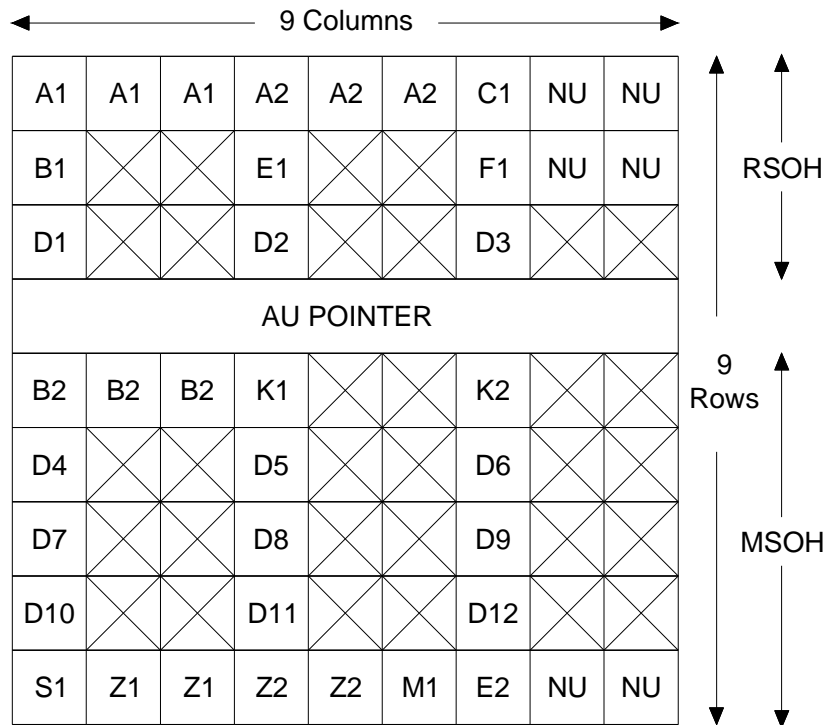 9 Columns
A1 A1 A1 A2 A2 A2 C1 NU NU
B1 E1 F1 NU NU
RSOH
D1 D2 D3
AU POINTER
B2 B2 B2 K1 K2
9
Rows
D4 D5 D6
D7 D8 D9
MSOH
D10 D11 D12
S1 Z1 Z1 Z2 Z2 M1 E2 NU NU